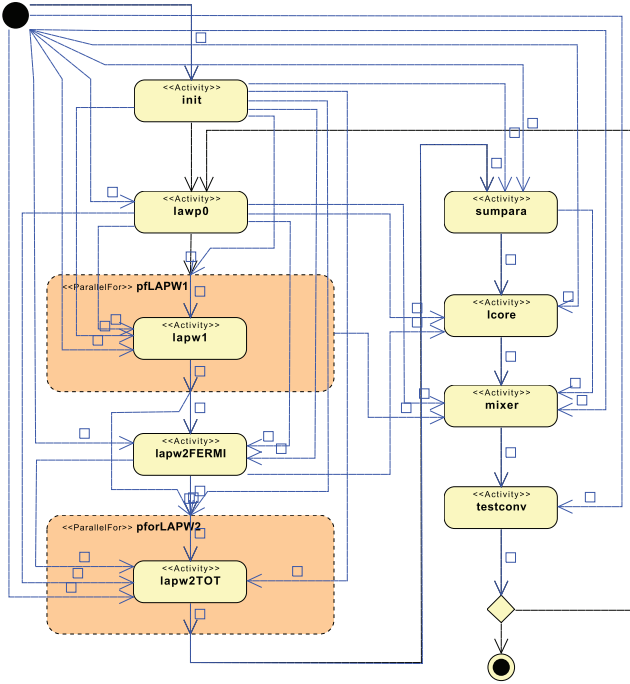 <<Activity>>
init
<<Activity>>
lawp0
<<ParallelFor>> pfLAPW1
<<Activity>>
lapw1
<<Activity>>
lapw2FERMI
<<ParallelFor>> pforLAPW2
<<Activity>>
lapw2TOT
<<Activity>>
sumpara
<<Activity>>
lcore
<<Activity>>
mixer
<<Activity>>
testconv